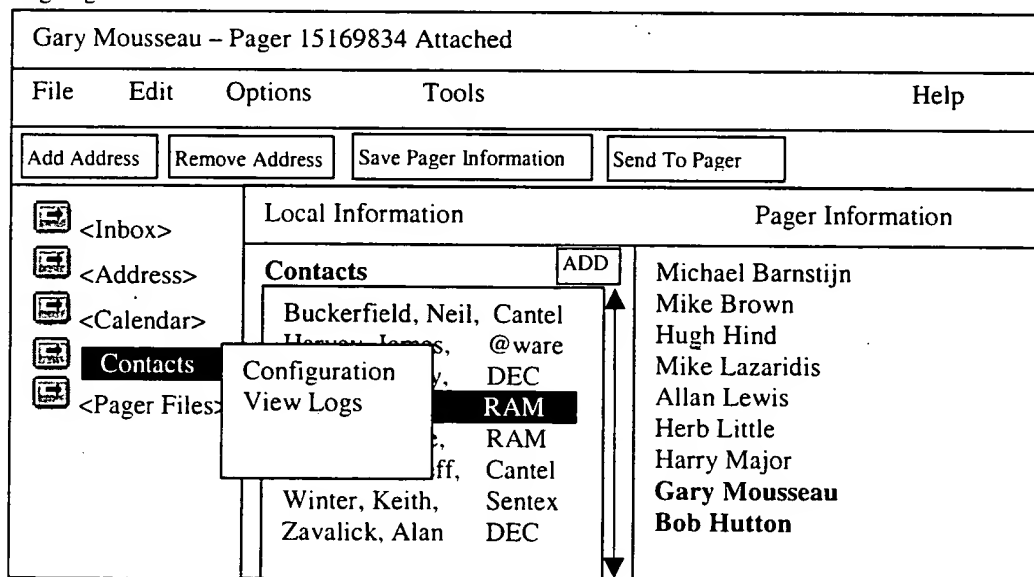 Gary Mousseau – Pager 15169834 Attached
File Edit Options Tools Help
Add Address Remove Address Save Pager Information Send To Pager
<Inbox>
<Address>
<Calendar>
Contacts
<Pager Files>
Configuration
View Logs
Local Information
Contacts ADD
Buckerfield, Neil, Cantel
@ware
DEC
RAM
RAM
Cantel
Winter, Keith, Sentex
Zavalick, Alan DEC
Pager Information
Michael Barnstijn
Mike Brown
Hugh Hind
Mike Lazaridis
Allan Lewis
Herb Little
Harry Major
Gary Mousseau
Bob Hutton